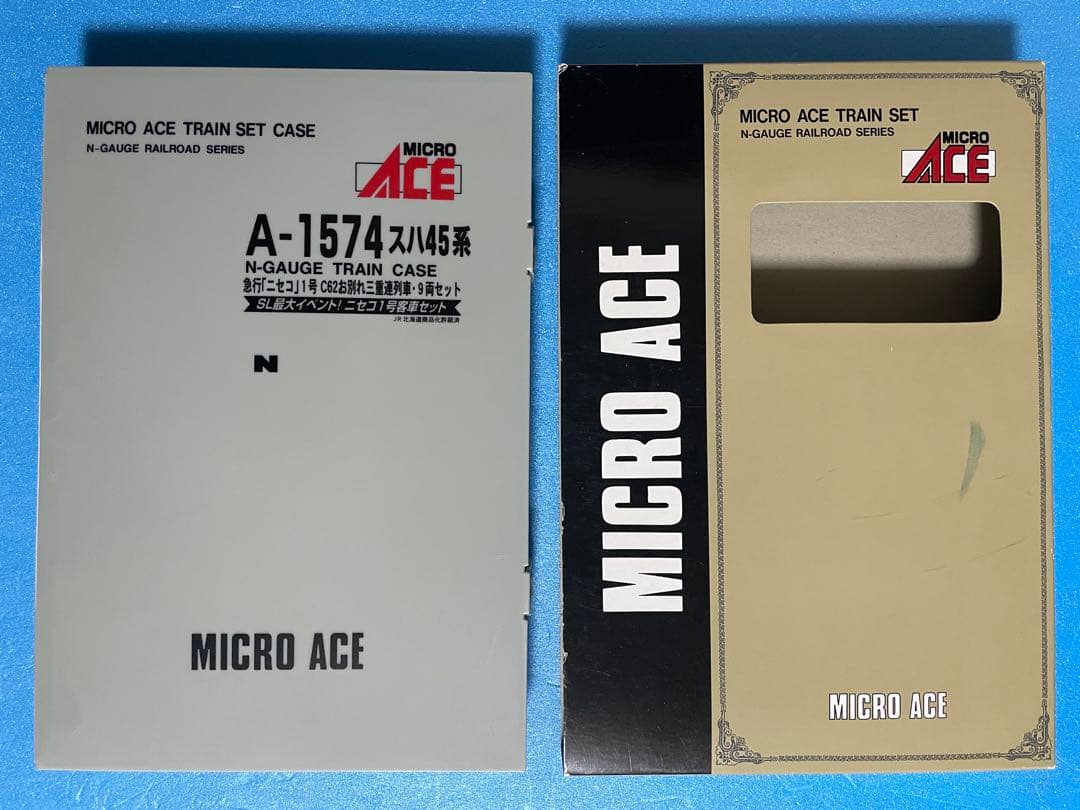 MICRO ACE TRAIN SET CASE
N-GAUGE RAILROAD SERIES
MICRO
ACE
A-1574スハ45系
N-GAUGE TRAIN CASE
急行「ニセコ」1号 C62お別れ三重連列車・9両セット
SL最大イベント! ニセコ1号客車セット
JR北海道商品化許諾済
N
MICRO ACE
MICRO ACE
MICRO ACE TRAIN SET
N-GAUGE RAILROAD SERIES
MICRO
ACE
MICRO ACE